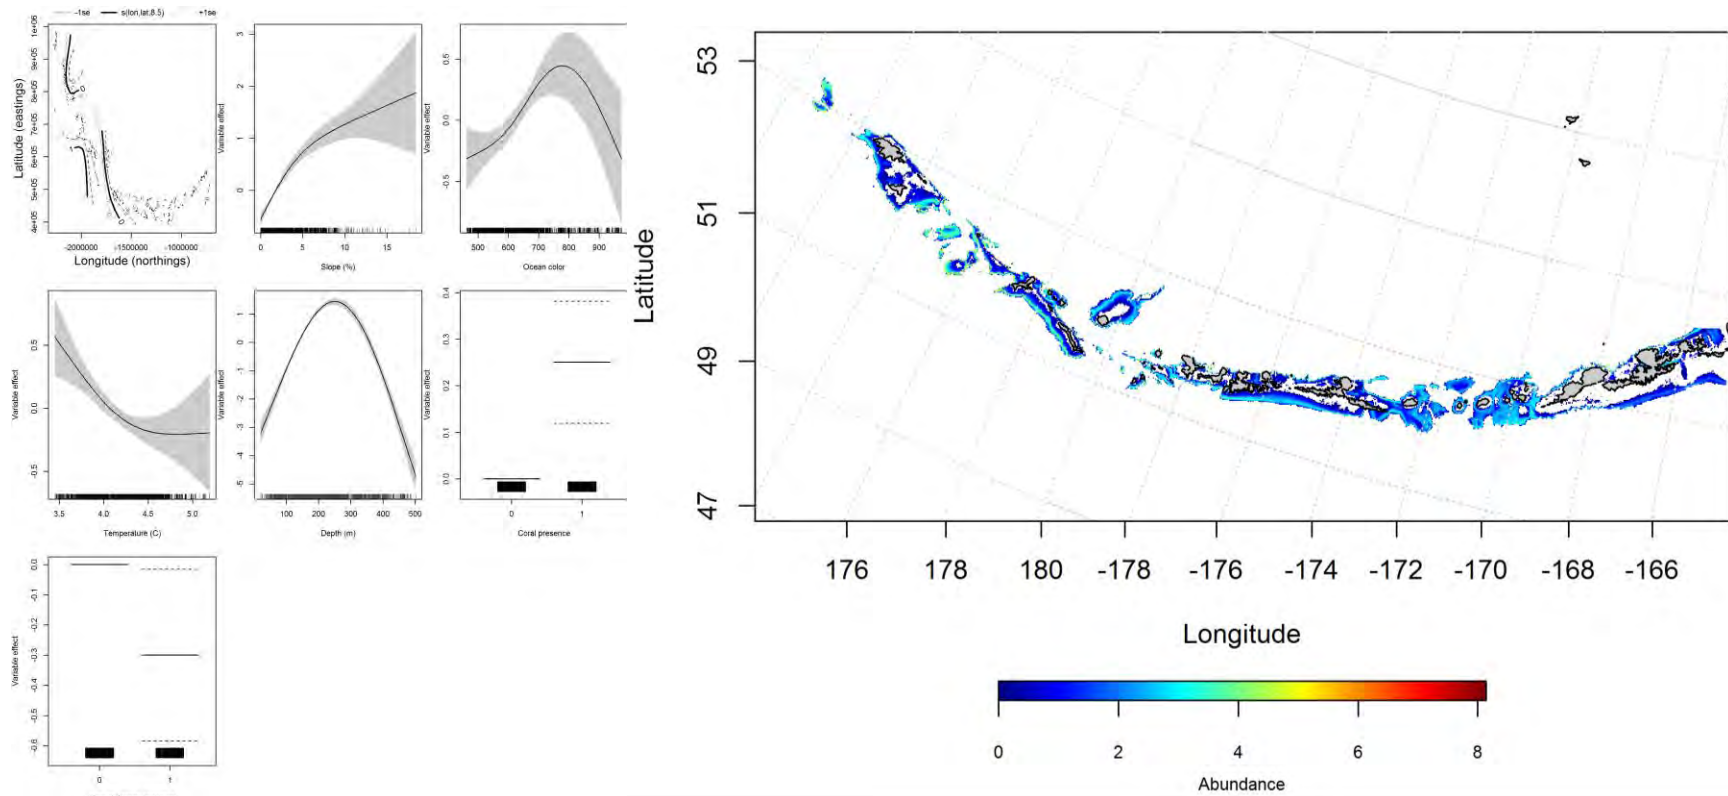 -1se s(lon,lat,8.5) +1se
1e+06
9e+05
8e+05
7e+05
6e+05
5e+05
4e+05
Latitude (eastings)
0
0
-2000000 -1500000 -1000000
Longitude (northings)
Variable effect
3
2
1
0
0 5 10 15
Slope (%)
Variable effect
0.5
0.0
-0.5
500 600 700 800 900
Ocean color
Variable effect
0.5
0.0
-0.5
3.5 4.0 4.5 5.0
Temperature (C)
Variable effect
1
0
-1
-2
-3
-4
-5
100 200 300 400 500
Depth (m)
Variable effect
0.4
0.3
0.2
0.1
0.0
0 1
Coral presence
Variable effect
0.0
-0.1
-0.2
-0.3
-0.4
-0.5
-0.6
0 1
Latitude
53
51
49
47
176 178 180 -178 -176 -174 -172 -170 -168 -166
Longitude
0 2 4 6 8
Abundance